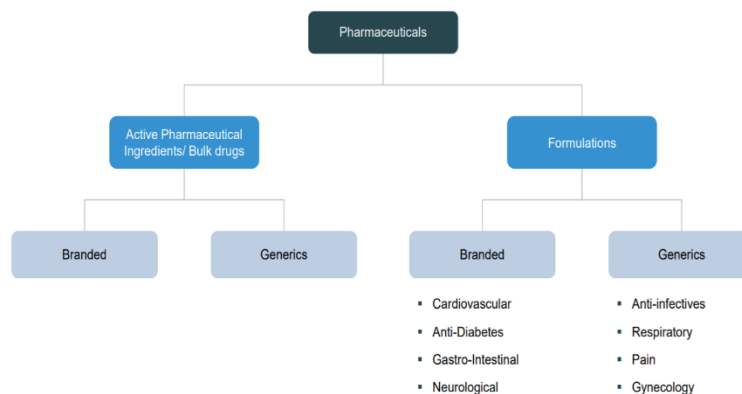 Pharmaceuticals
Active Pharmaceutical
Ingredients/ Bulk drugs
Formulations
Branded
Generics
Branded
Generics
▪ Cardiovascular
▪ Anti-Diabetes
▪ Gastro-Intestinal
▪ Neurological
▪ Anti-infectives
▪ Respiratory
▪ Pain
▪ Gynecology